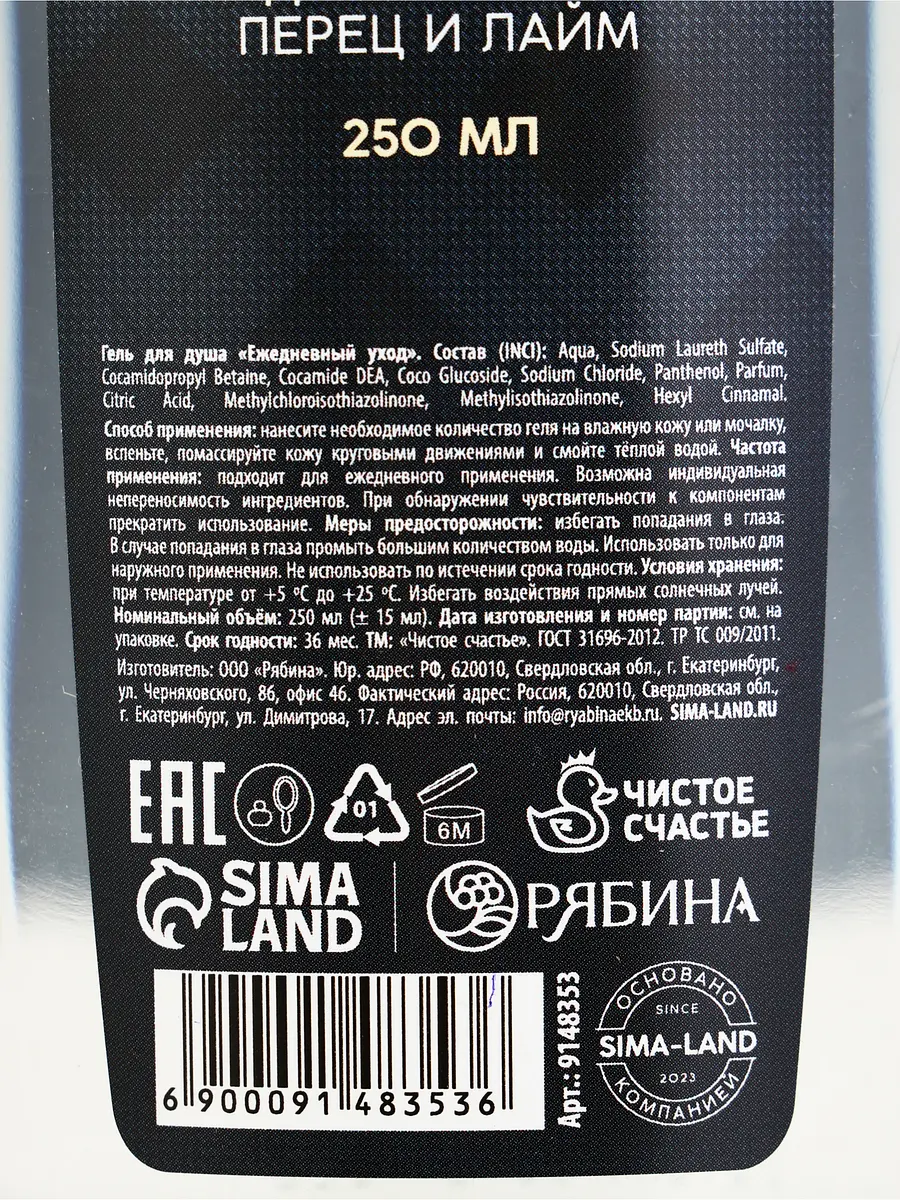 ПЕРЕЦ И ЛАЙМ
250 МЛ
Гель для душа «Ежедневный уход». Состав (INCI): Aqua, Sodium Laureth Sulfate,
Cocamidopropyl Betaine, Cocamide DEA, Coco Glucoside, Sodium Chloride, Panthenol, Parfum,
Citric Acid, Methylchloroisothiazolinone, Methylisothiazolinone, Hexyl Cinnamal.
Способ применения: нанесите необходимое количество геля на влажную кожу или мочалку,
вспеньте, помассируйте кожу круговыми движениями и смойте тёплой водой. Частота
применения: подходит для ежедневного применения. Возможна индивидуальная
непереносимость ингредиентов. При обнаружении чувствительности к компонентам
прекратить использование. Меры предосторожности: избегать попадания в глаза.
В случае попадания в глаза промыть большим количеством воды. Использовать только для
наружного применения. Не использовать по истечении срока годности. Условия хранения:
при температуре от +5 °C до +25 °C. Избегать воздействия прямых солнечных лучей.
Номинальный объём: 250 мл (± 15 мл). Дата изготовления и номер партии: см. на
упаковке. Срок годности: 36 мес. ТМ: «Чистое счастье». ГОСТ 31696-2012. ТР ТС 009/2011.
Изготовитель: ООО «Рябина». Юр. адрес: РФ, 620010, Свердловская обл., г. Екатеринбург,
ул. Черняховского, 86, офис 46. Фактический адрес: Россия, 620010, Свердловская обл.,
г. Екатеринбург, ул. Димитрова, 17. Адрес эл. почты: info@ryabinaekb.ru. SIMA-LAND.RU
EAC
01
6M
ЧИСТОЕ
СЧАСТЬЕ
SIMA
LAND
РЯБИНА
6 900091 483536
Арт.: 9148353
ОСНОВАНО
SINCE
SIMA-LAND
2023
КОМПАНИЕЙ